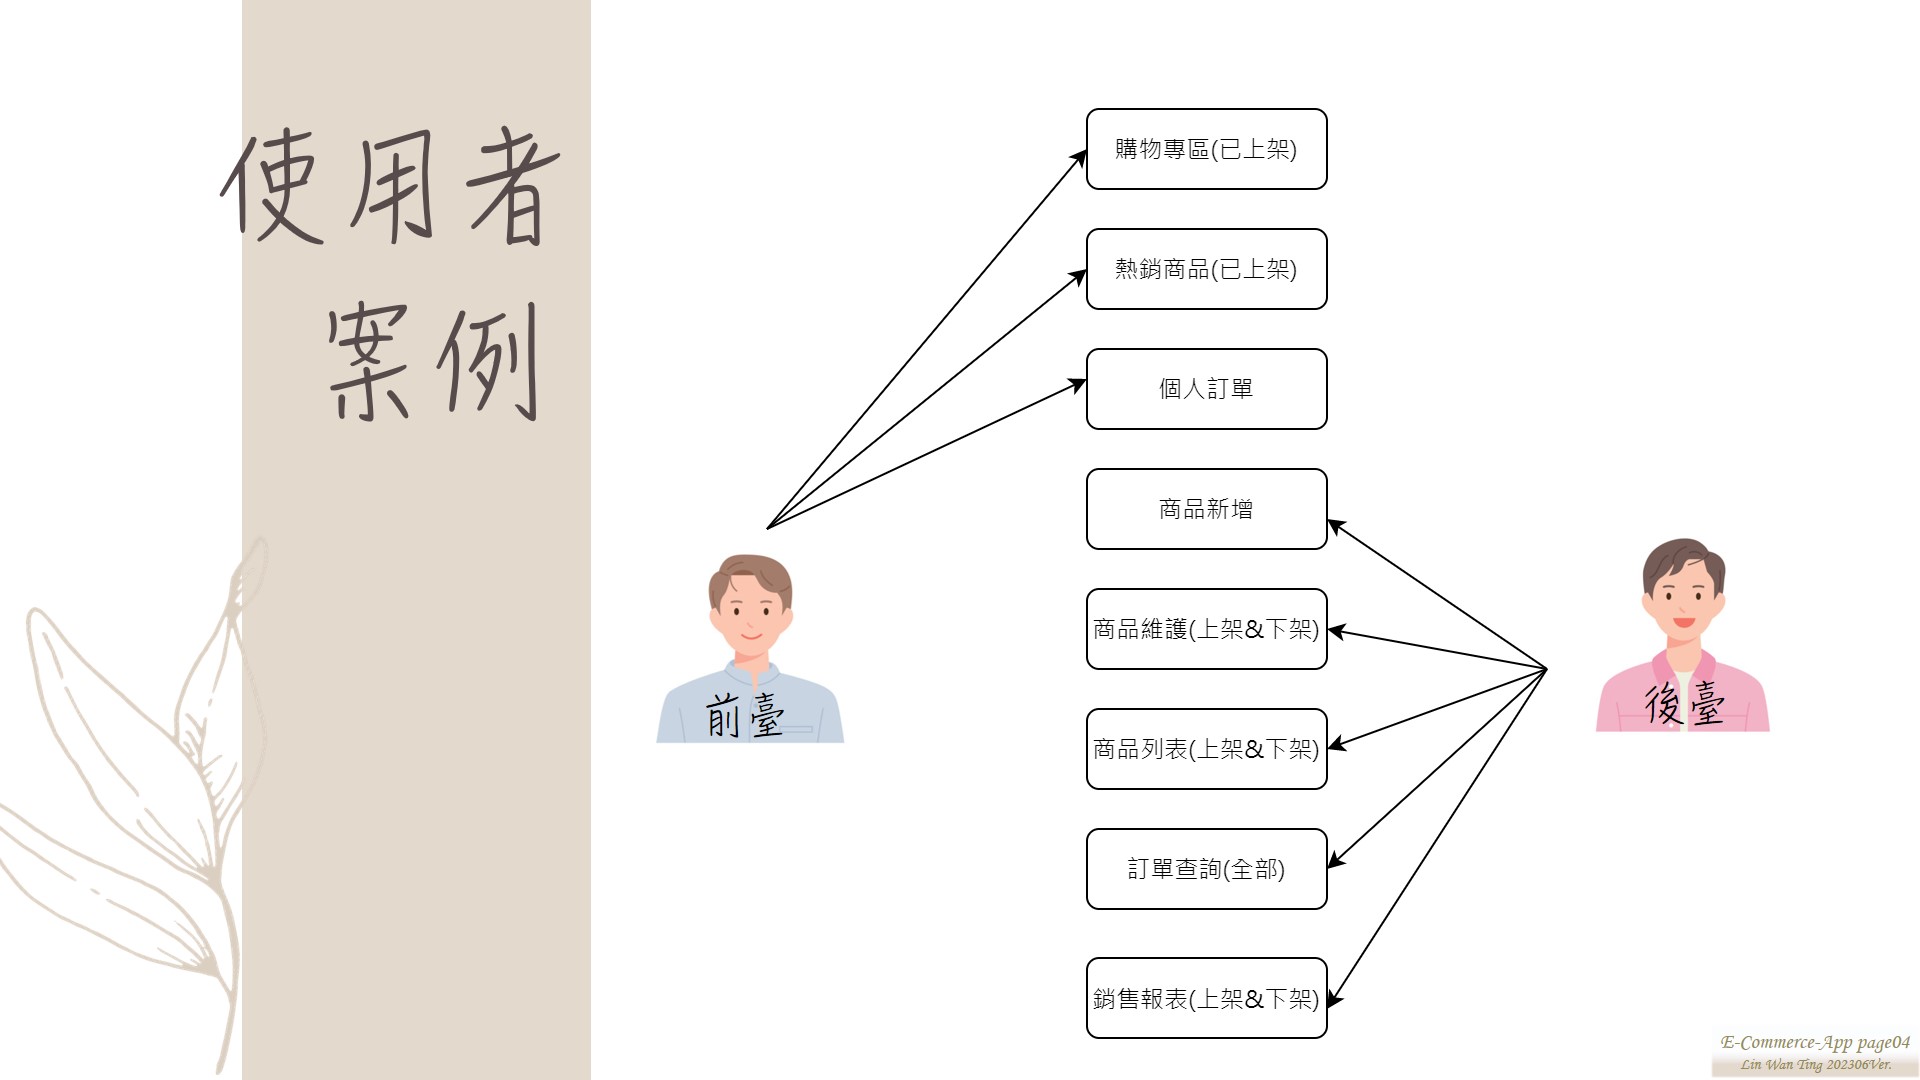 使用者
案例
購物專區(已上架)
熱銷商品(已上架)
個人訂單
商品新增
商品維護(上架&下架)
商品列表(上架&下架)
訂單查詢(全部)
銷售報表(上架&下架)
前臺
後臺
E-Commerce-App page04
Lin Wan Ting 202306Ver.